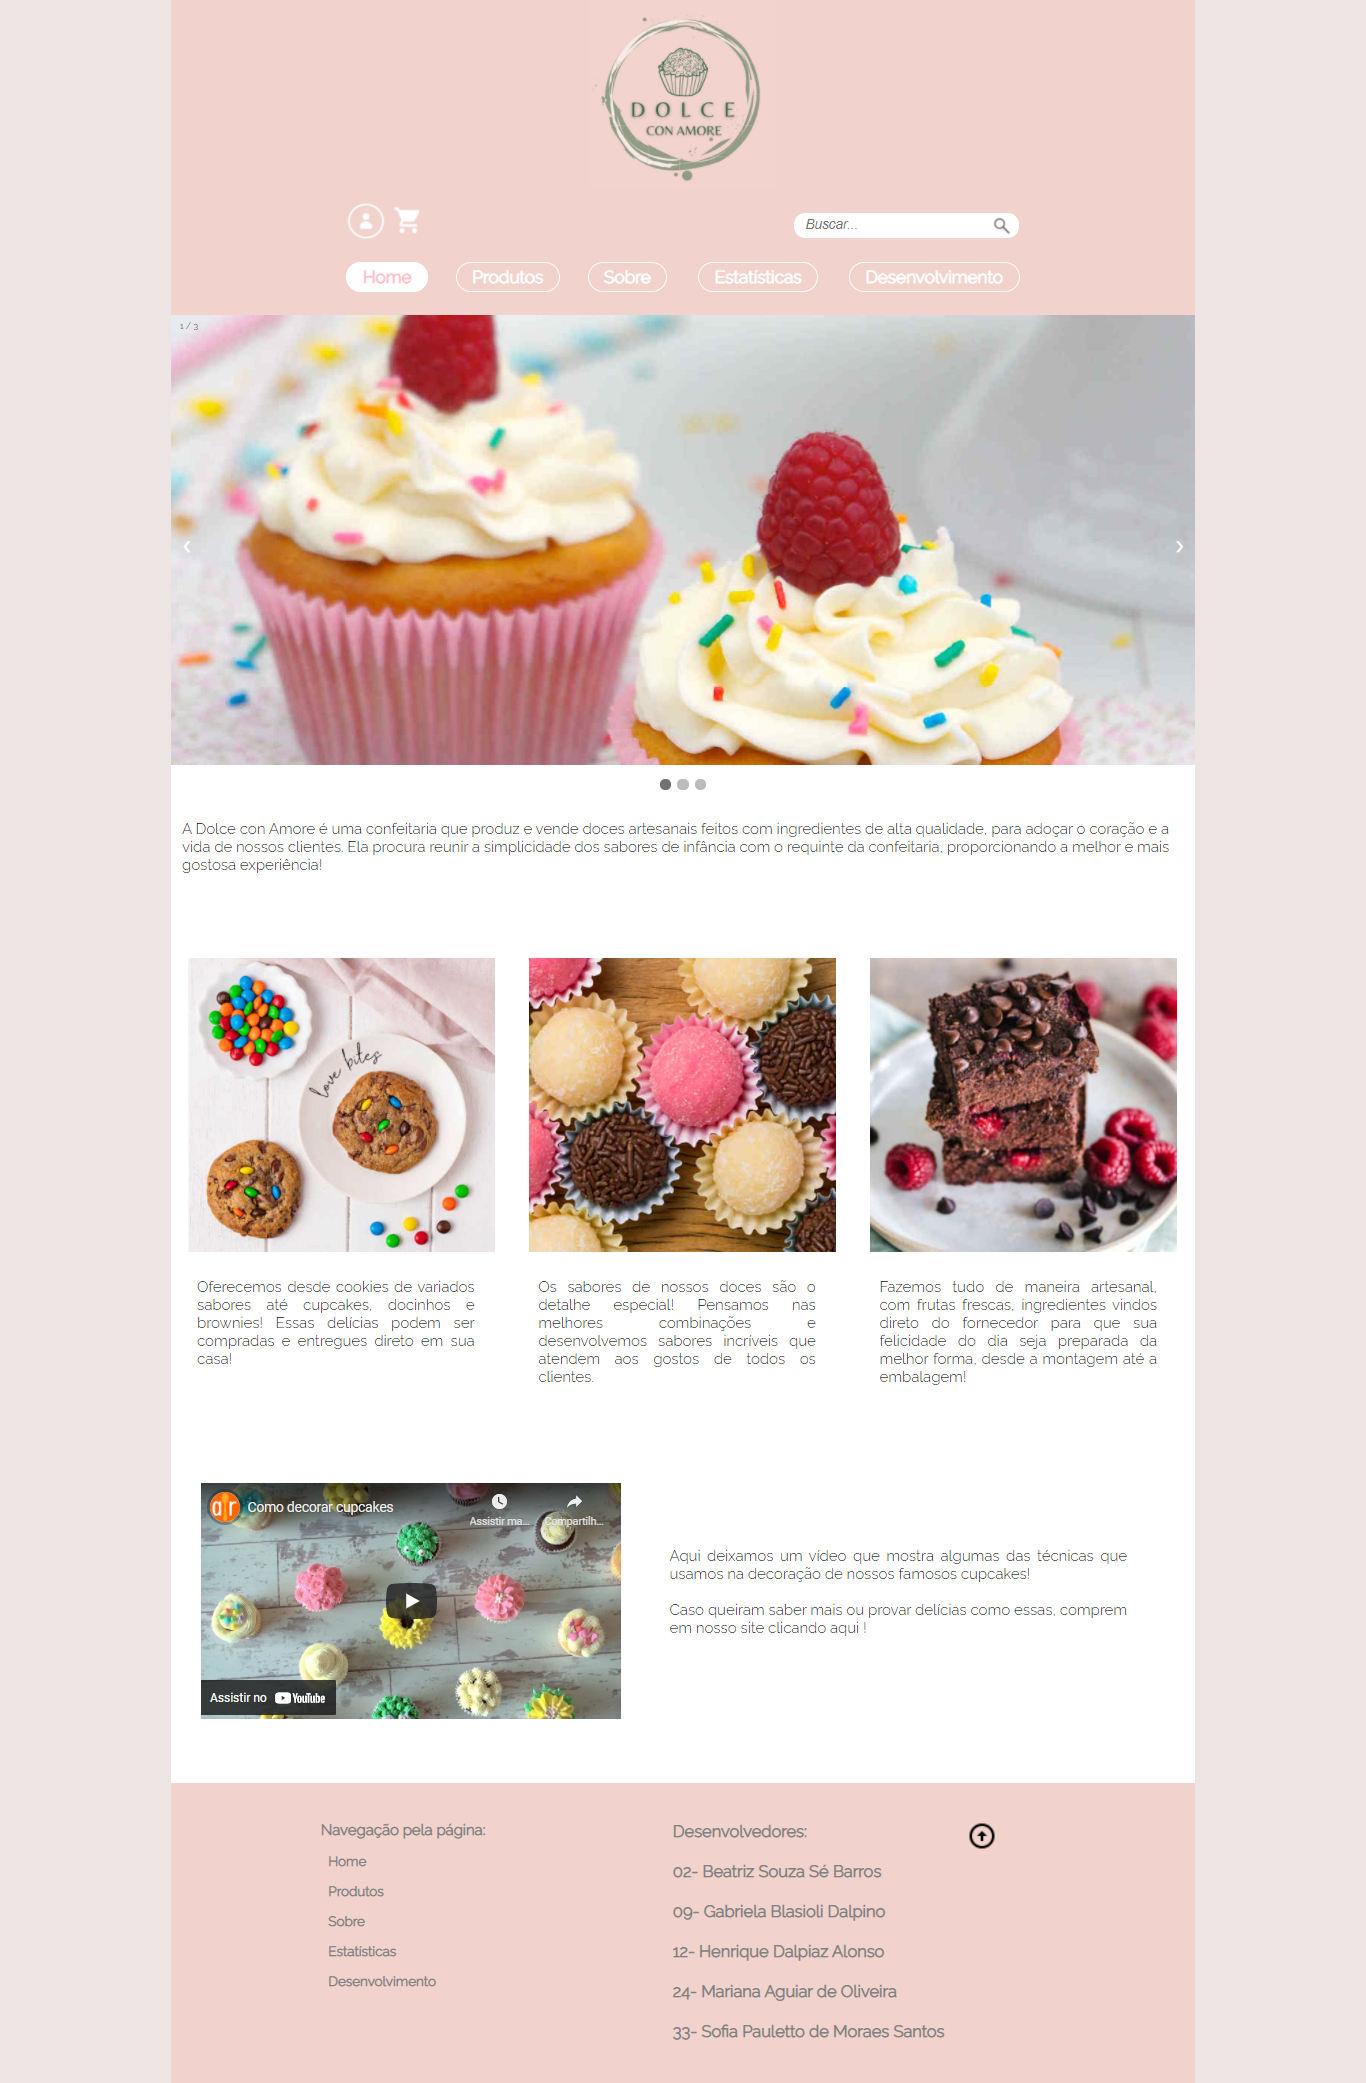 DOLCE
CON AMORE
Buscar...
Home
Produtos
Sobre
Estatísticas
Desenvolvimento
1 / 3
A Dolce con Amore é uma confeitaria que produz e vende doces artesanais feitos com ingredientes de alta qualidade, para adoçar o coração e a
vida de nossos clientes. Ela procura reunir a simplicidade dos sabores de infância com o requinte da confeitaria, proporcionando a melhor e mais
gostosa experiência!
love bites
Oferecemos desde cookies de variados
sabores até cupcakes, docinhos e
brownies! Essas delícias podem ser
compradas e entregues direto em sua
casa!
Os sabores de nossos doces são o
detalhe especial! Pensamos nas
melhores combinações e
desenvolvemos sabores incríveis que
atendem aos gostos de todos os
clientes.
Fazemos tudo de maneira artesanal,
com frutas frescas, ingredientes vindos
direto do fornecedor para que sua
felicidade do dia seja preparada da
melhor forma, desde a montagem até a
embalagem!
ar
Como decorar cupcakes
Assistir ma...
Compartilh...
Assistir no YouTube
Aqui deixamos um vídeo que mostra algumas das técnicas que
usamos na decoração de nossos famosos cupcakes!
Caso queiram saber mais ou provar delícias como essas, comprem
em nosso site clicando aqui !
Navegação pela página:
Home
Produtos
Sobre
Estatísticas
Desenvolvimento
Desenvolvedores:
02- Beatriz Souza Sé Barros
09- Gabriela Blasioli Dalpino
12- Henrique Dalpiaz Alonso
24- Mariana Aguiar de Oliveira
33- Sofia Pauletto de Moraes Santos